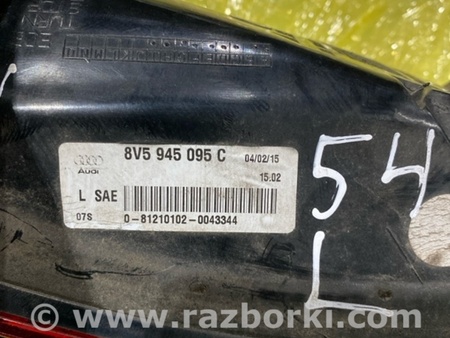 8V5 945 095 C
04/02/15
Audi
15.02
L SAE
07S
0-81210102-0043344
54
L
www.razborki.com